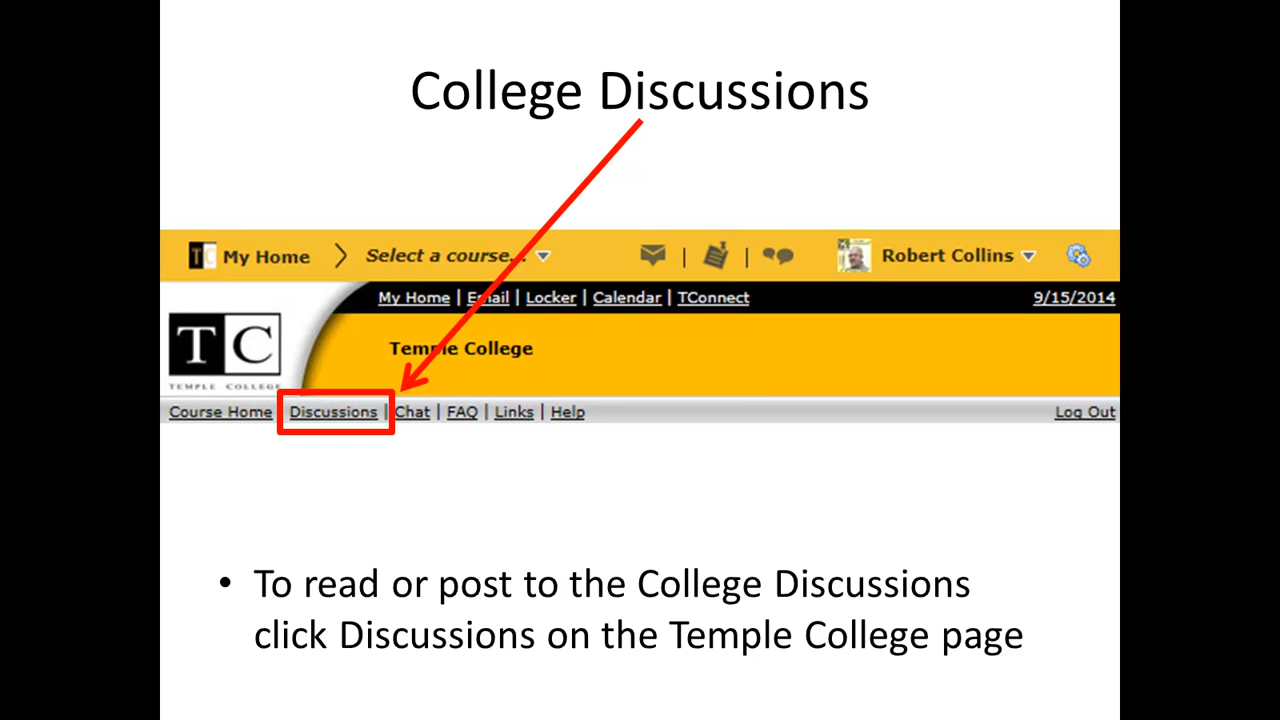 College Discussions
TC My Home Select a course... | | Robert Collins
My Home | Email | Locker | Calendar | TConnect 9/15/2014
TC
Temple College
TEMPLE COLLEGE
Course Home Discussions | Chat | FAQ | Links | Help Log Out
• To read or post to the College Discussions
click Discussions on the Temple College page